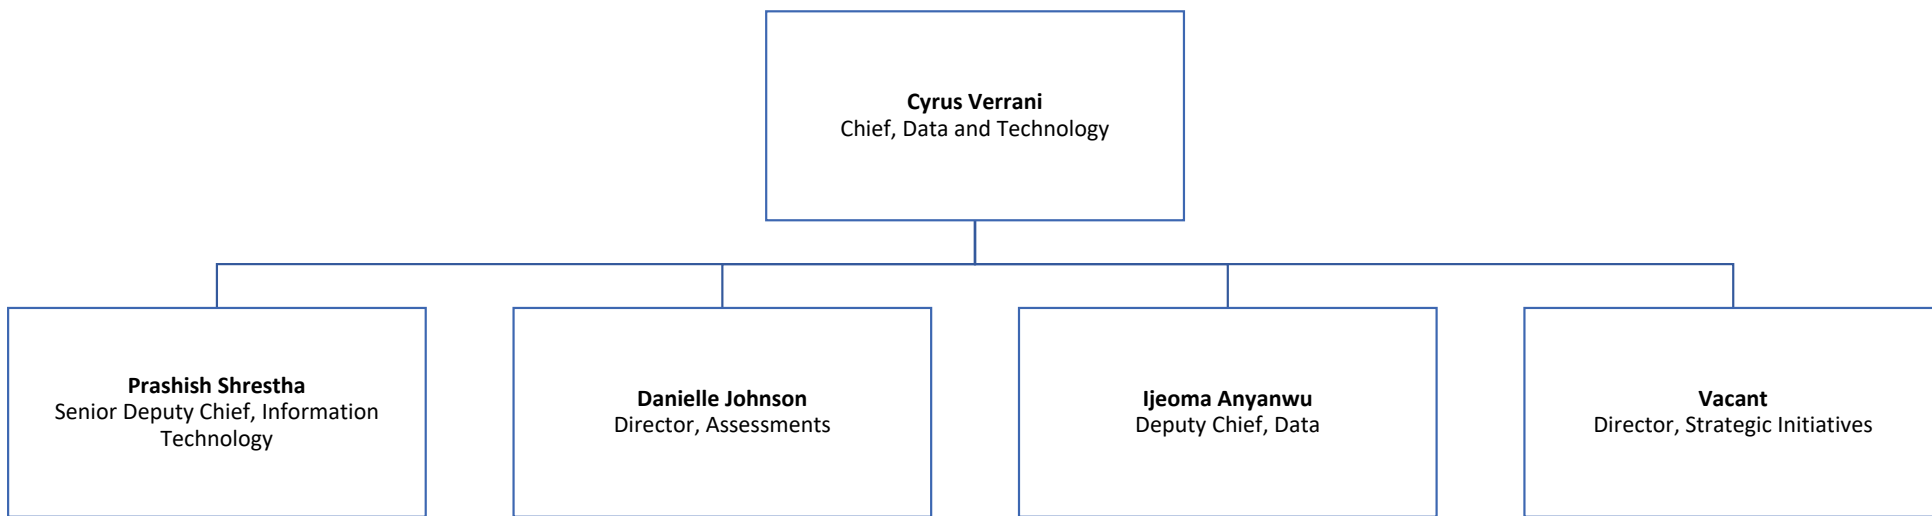 Cyrus Verrani
Chief, Data and Technology
Prashish Shrestha
Senior Deputy Chief, Information
Technology
Danielle Johnson
Director, Assessments
Ijeoma Anyanwu
Deputy Chief, Data
Vacant
Director, Strategic Initiatives